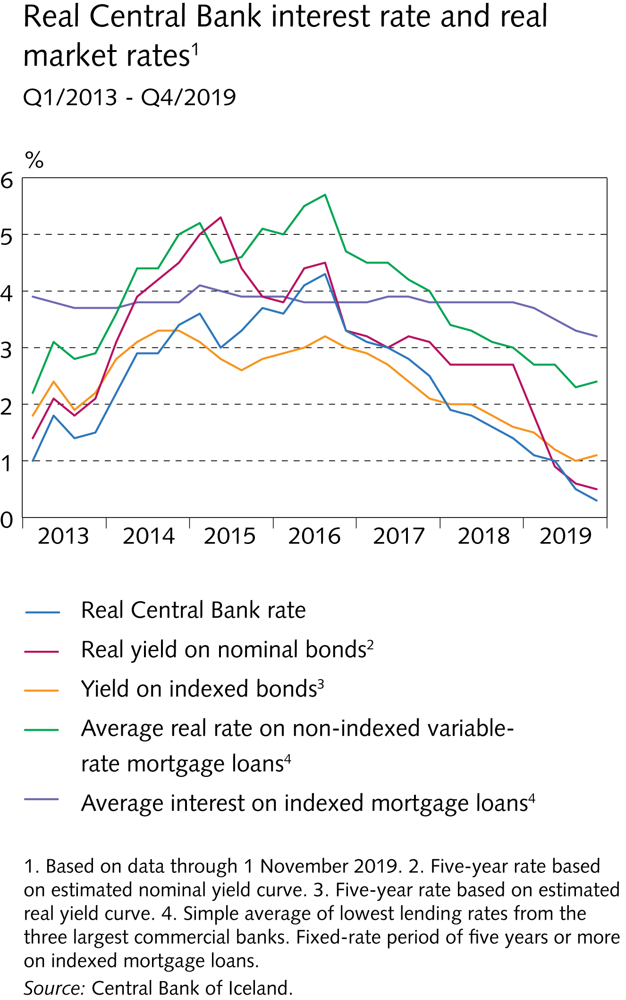 Real Central Bank interest rate and real
market rates¹
Q1/2013 - Q4/2019
%
6
5
4
3
2
1
0
2013 2014 2015 2016 2017 2018 2019
Real Central Bank rate
Real yield on nominal bonds²
Yield on indexed bonds³
Average real rate on non-indexed variable-
rate mortgage loans⁴
Average interest on indexed mortgage loans⁴
1. Based on data through 1 November 2019. 2. Five-year rate based
on estimated nominal yield curve. 3. Five-year rate based on estimated
real yield curve. 4. Simple average of lowest lending rates from the
three largest commercial banks. Fixed-rate period of five years or more
on indexed mortgage loans.
Source: Central Bank of Iceland.